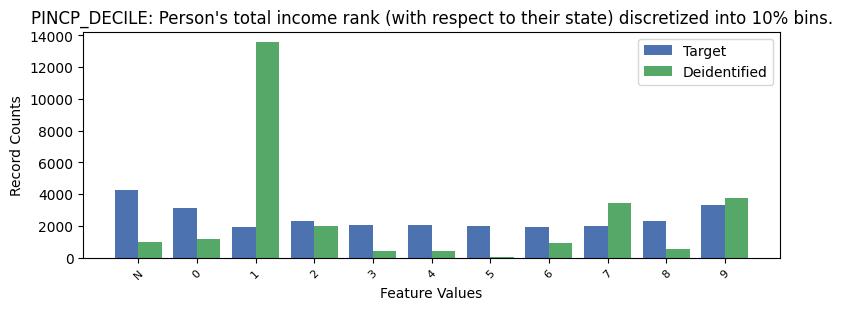 PINCP_DECILE: Person's total income rank (with respect to their state) discretized into 10% bins.
14000
12000
10000
8000
6000
4000
2000
0
Record Counts
Target
Deidentified
N 0 1 2 3 4 5 6 7 8 9
Feature Values